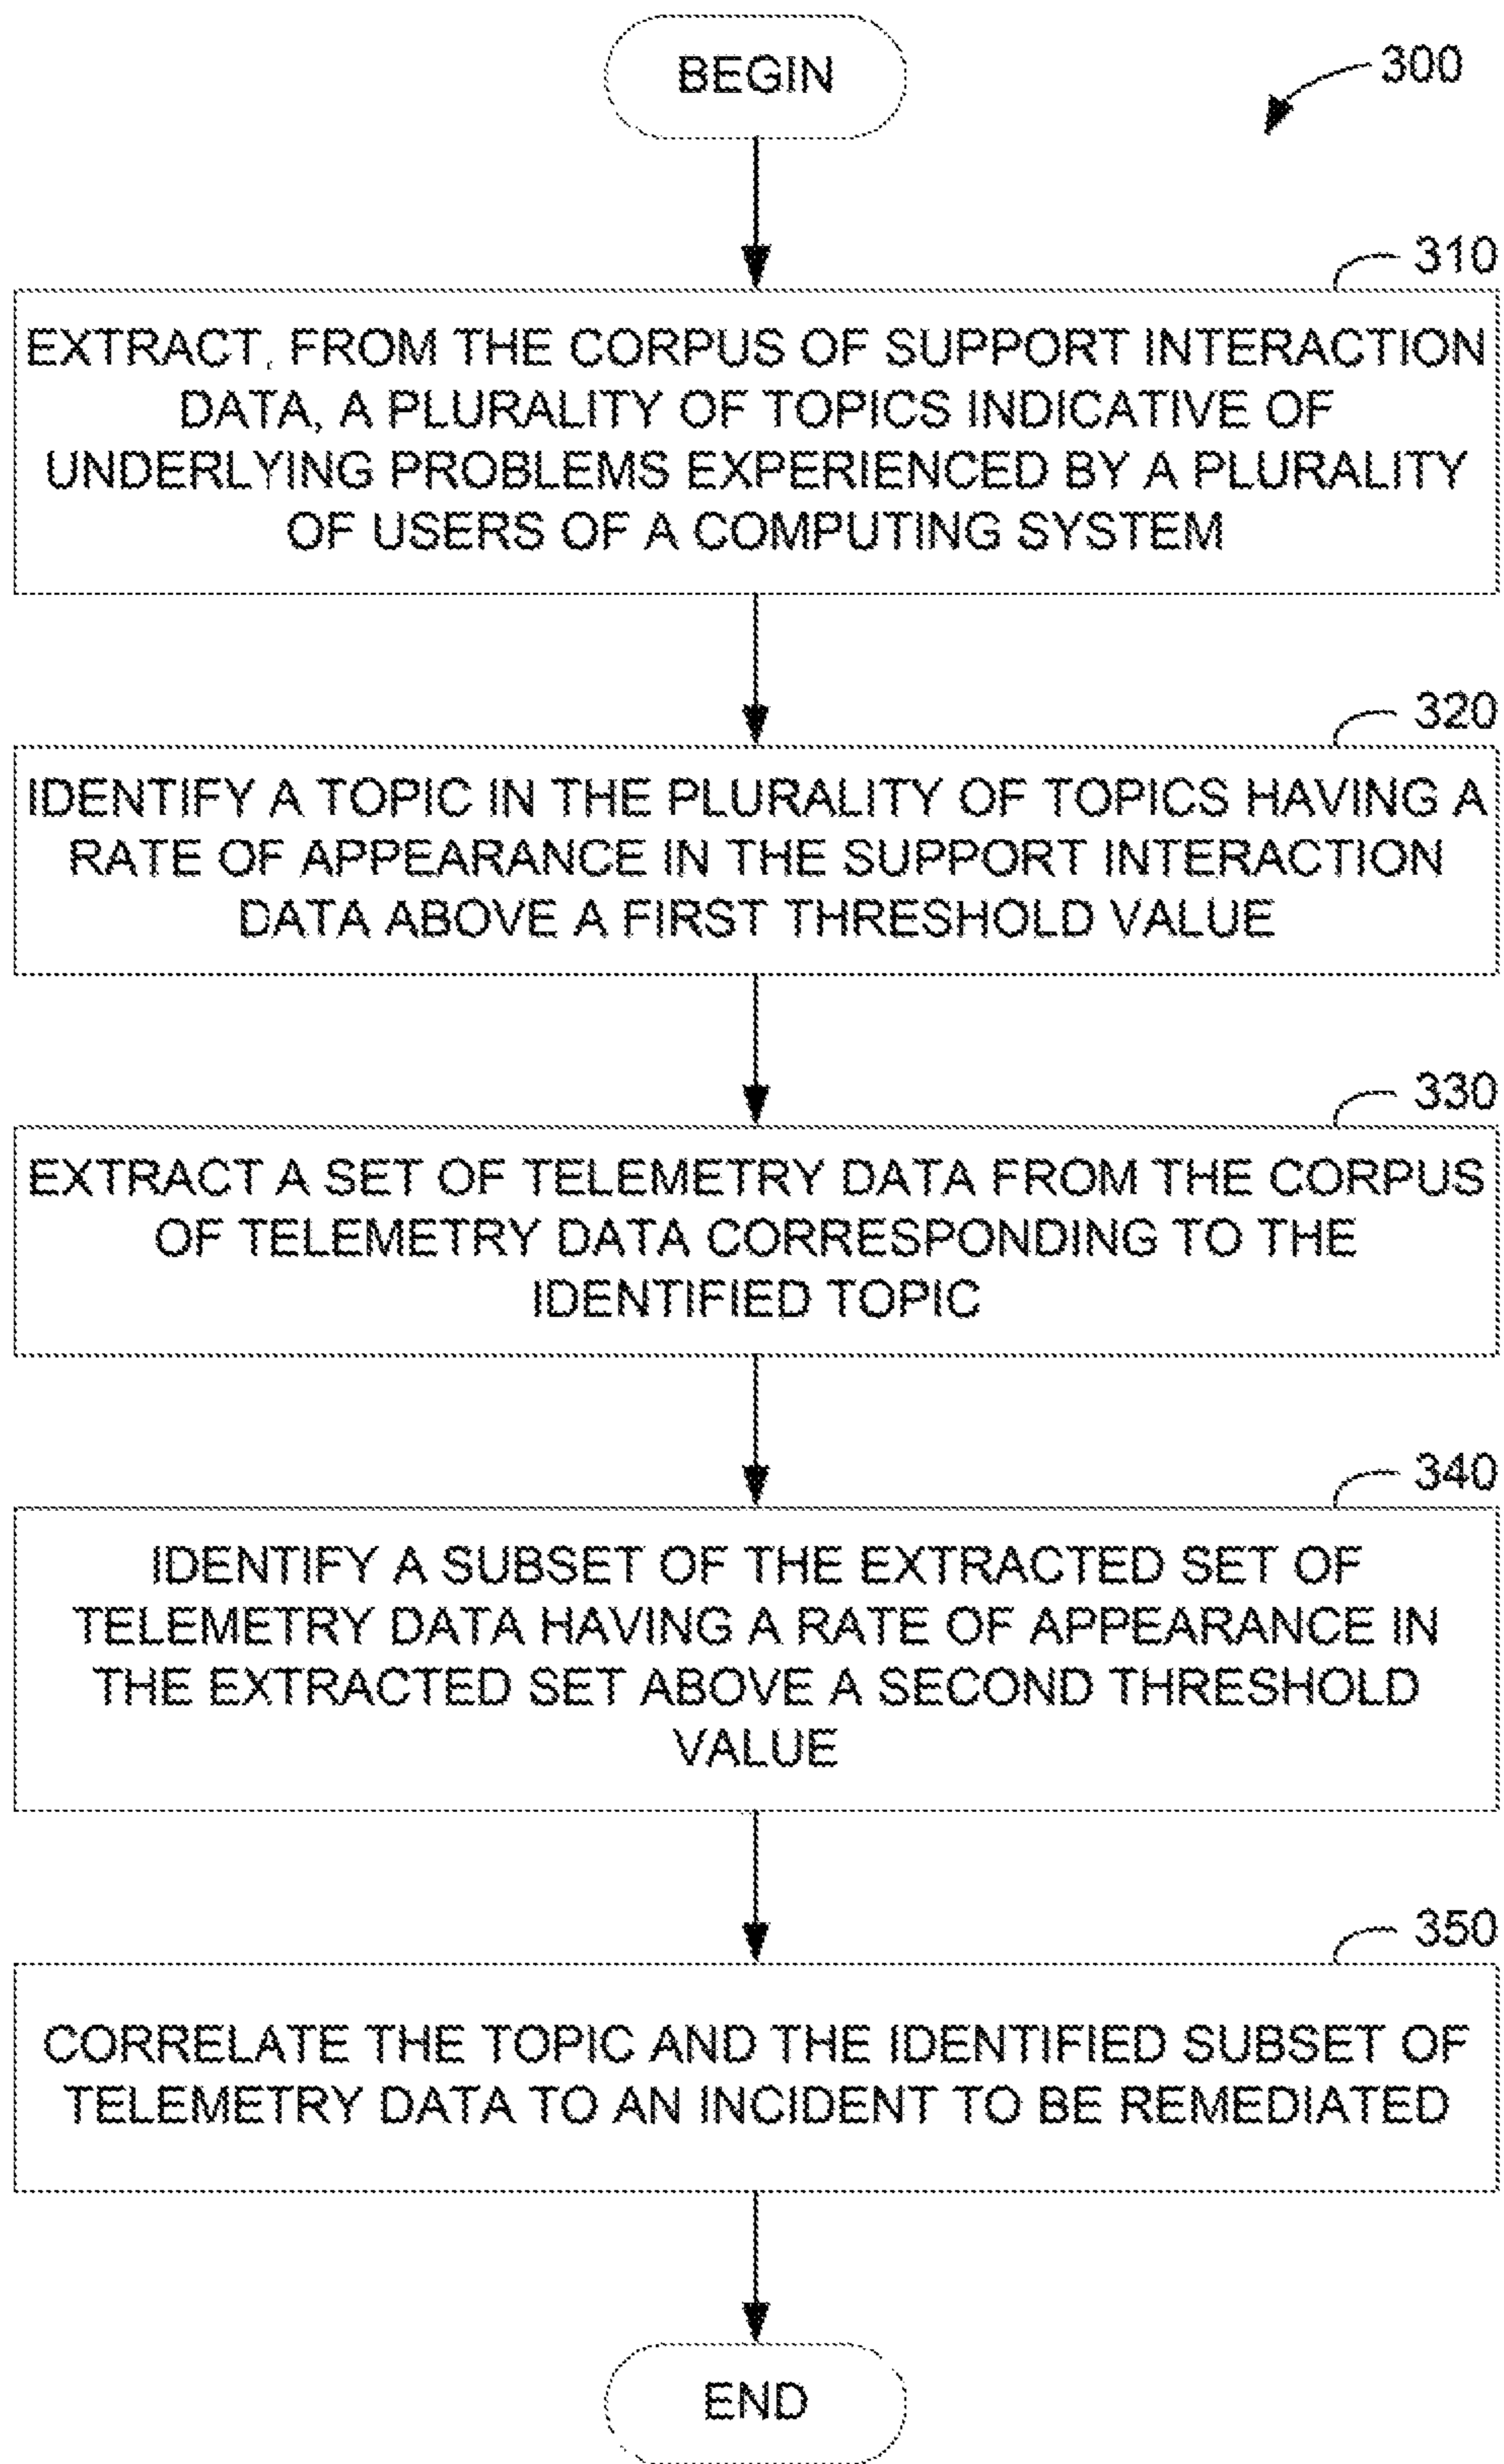 BEGIN
300
310
EXTRACT, FROM THE CORPUS OF SUPPORT INTERACTION
DATA, A PLURALITY OF TOPICS INDICATIVE OF
UNDERLYING PROBLEMS EXPERIENCED BY A PLURALITY
OF USERS OF A COMPUTING SYSTEM
320
IDENTIFY A TOPIC IN THE PLURALITY OF TOPICS HAVING A
RATE OF APPEARANCE IN THE SUPPORT INTERACTION
DATA ABOVE A FIRST THRESHOLD VALUE
330
EXTRACT A SET OF TELEMETRY DATA FROM THE CORPUS
OF TELEMETRY DATA CORRESPONDING TO THE
IDENTIFIED TOPIC
340
IDENTIFY A SUBSET OF THE EXTRACTED SET OF
TELEMETRY DATA HAVING A RATE OF APPEARANCE IN
THE EXTRACTED SET ABOVE A SECOND THRESHOLD
VALUE
350
CORRELATE THE TOPIC AND THE IDENTIFIED SUBSET OF
TELEMETRY DATA TO AN INCIDENT TO BE REMEDIATED
END